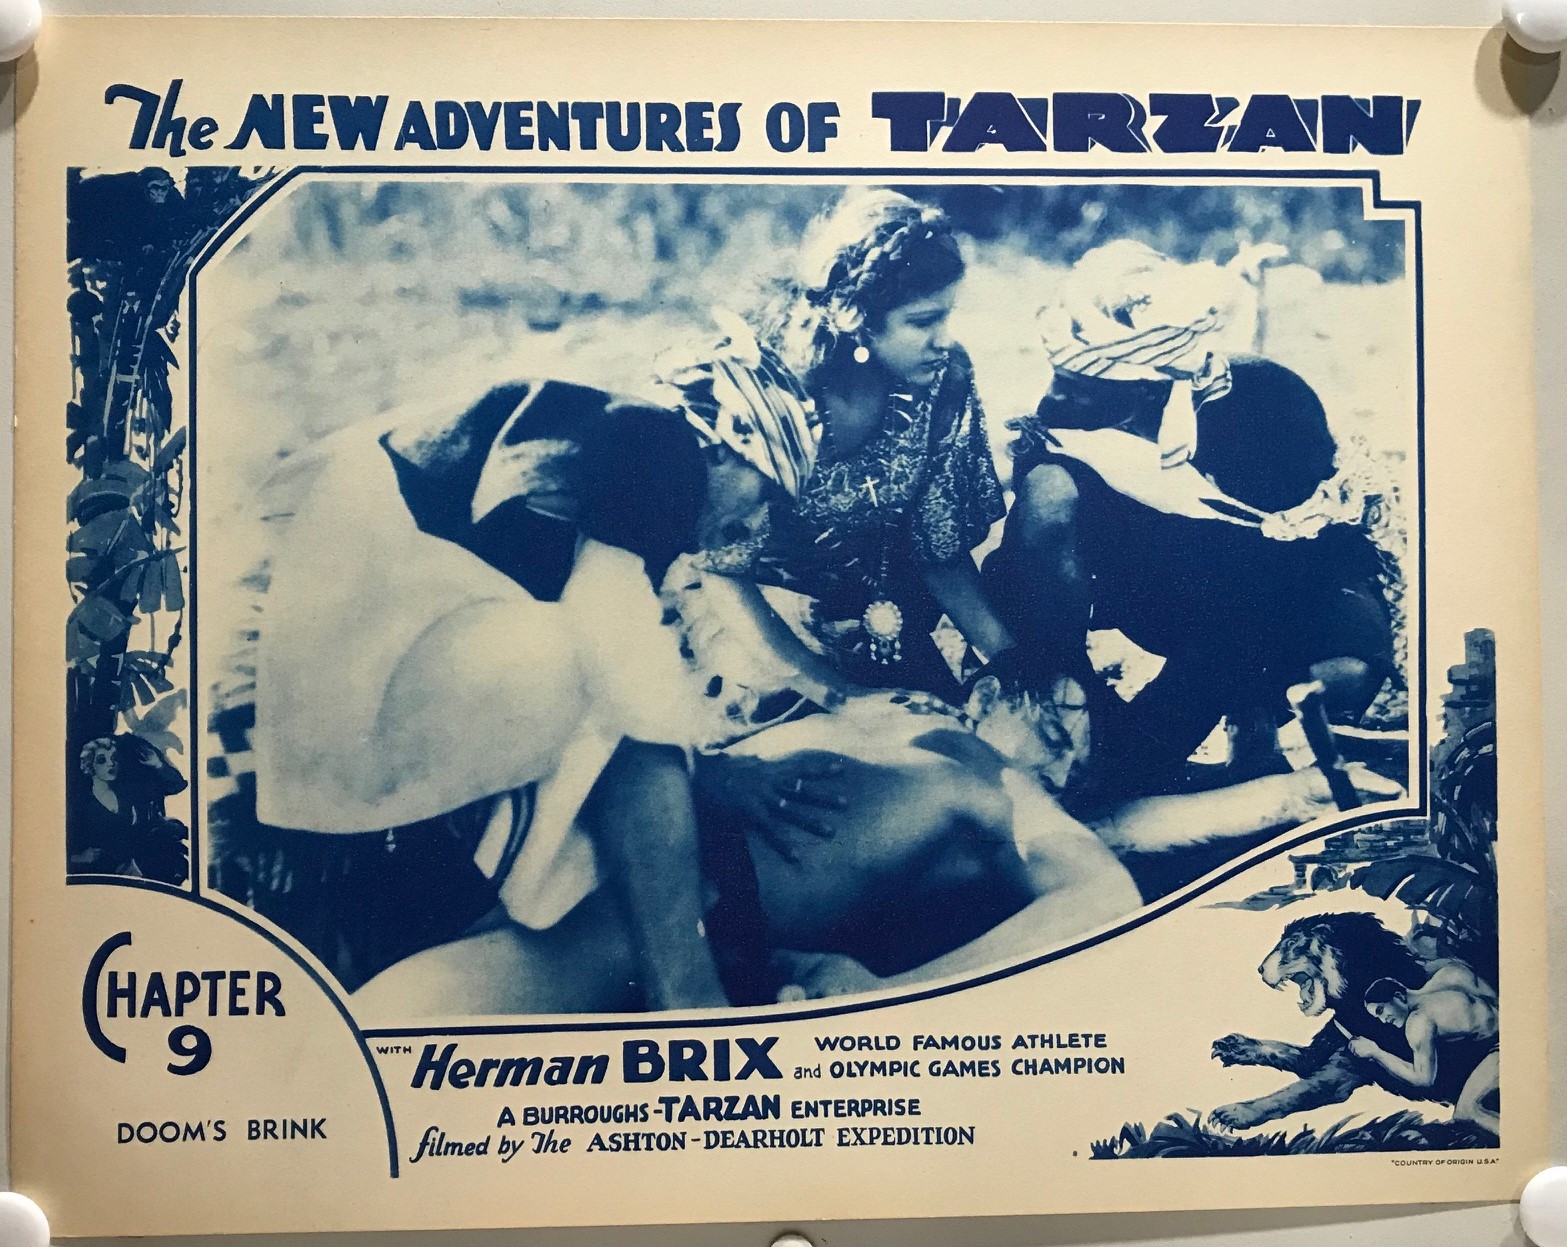 The NEW ADVENTURES OF TARZAN
CHAPTER
9
DOOM'S BRINK
WITH Herman BRIX WORLD FAMOUS ATHLETE
and OLYMPIC GAMES CHAMPION
A BURROUGHS-TARZAN ENTERPRISE
filmed by The ASHTON-DEARHOLT EXPEDITION
"COUNTRY OF ORIGIN U.S.A."